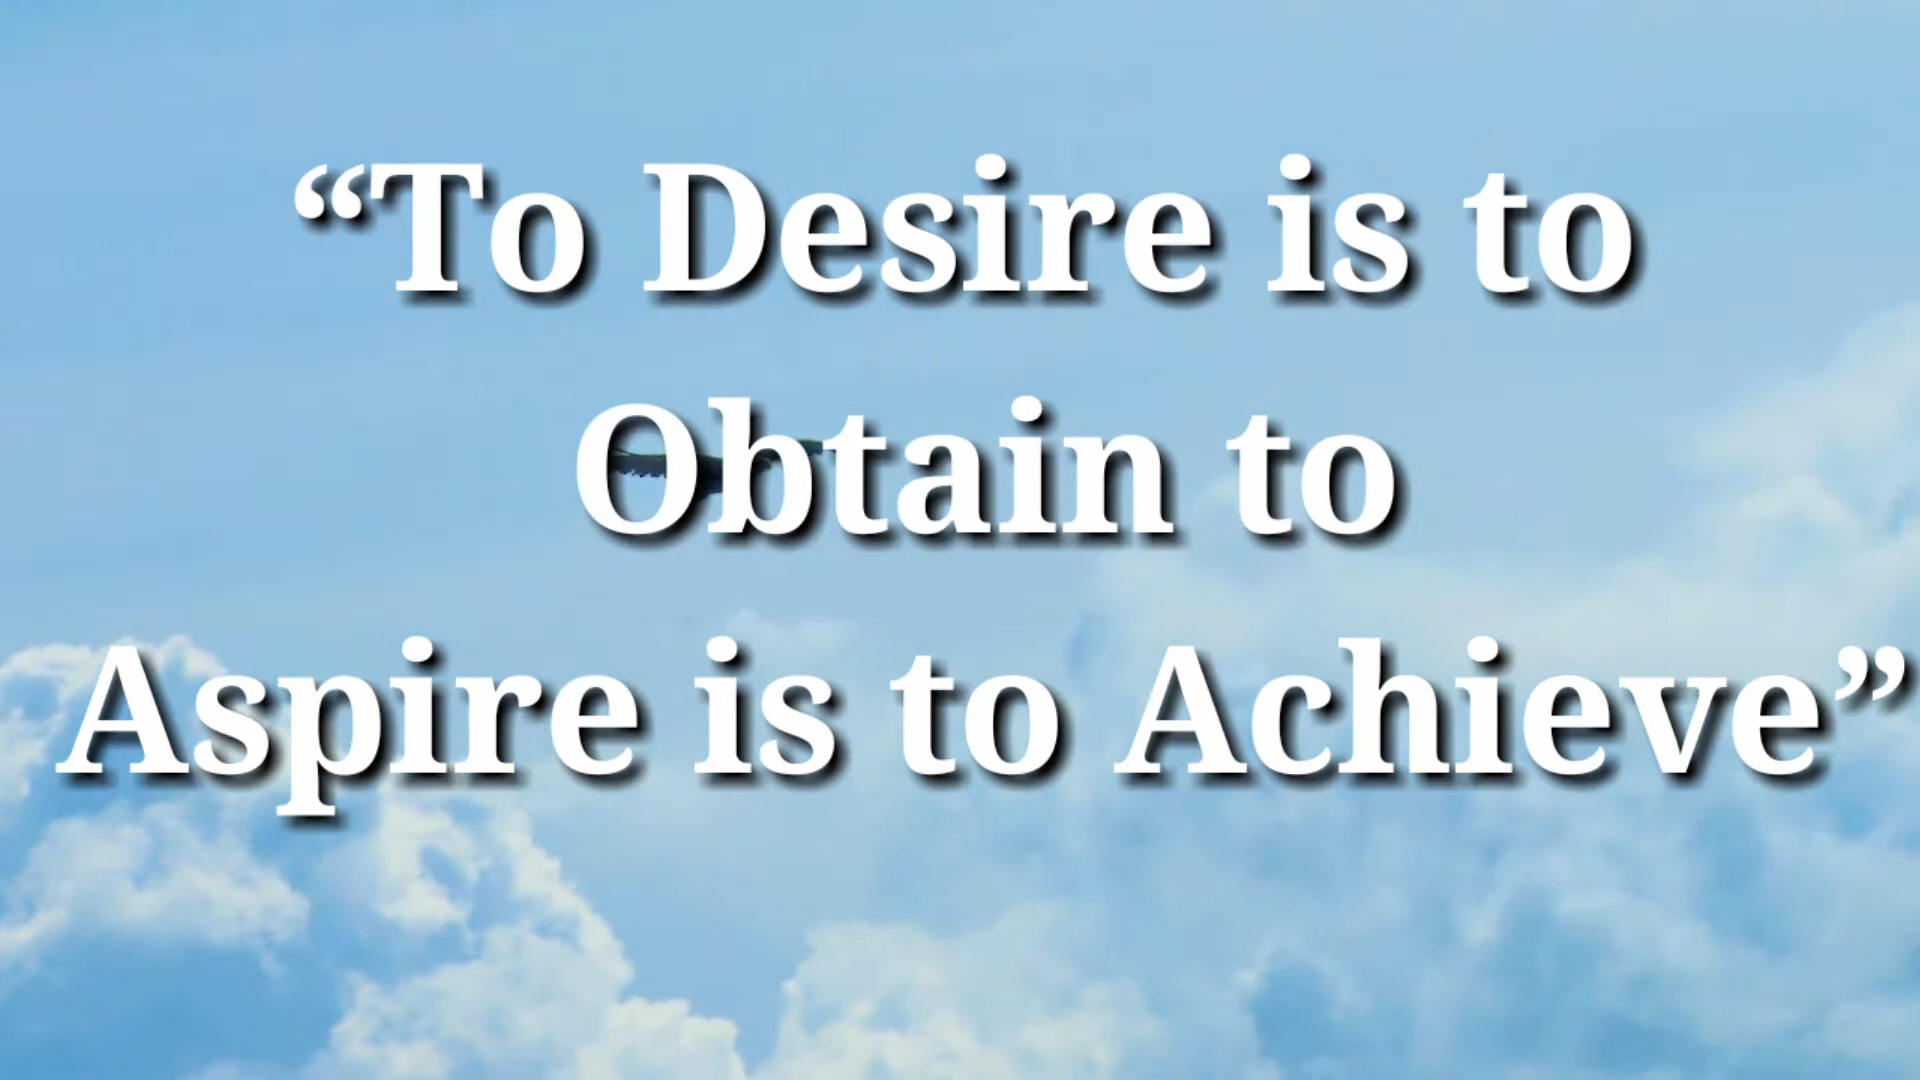 “To Desire is to
Obtain to
Aspire is to Achieve”